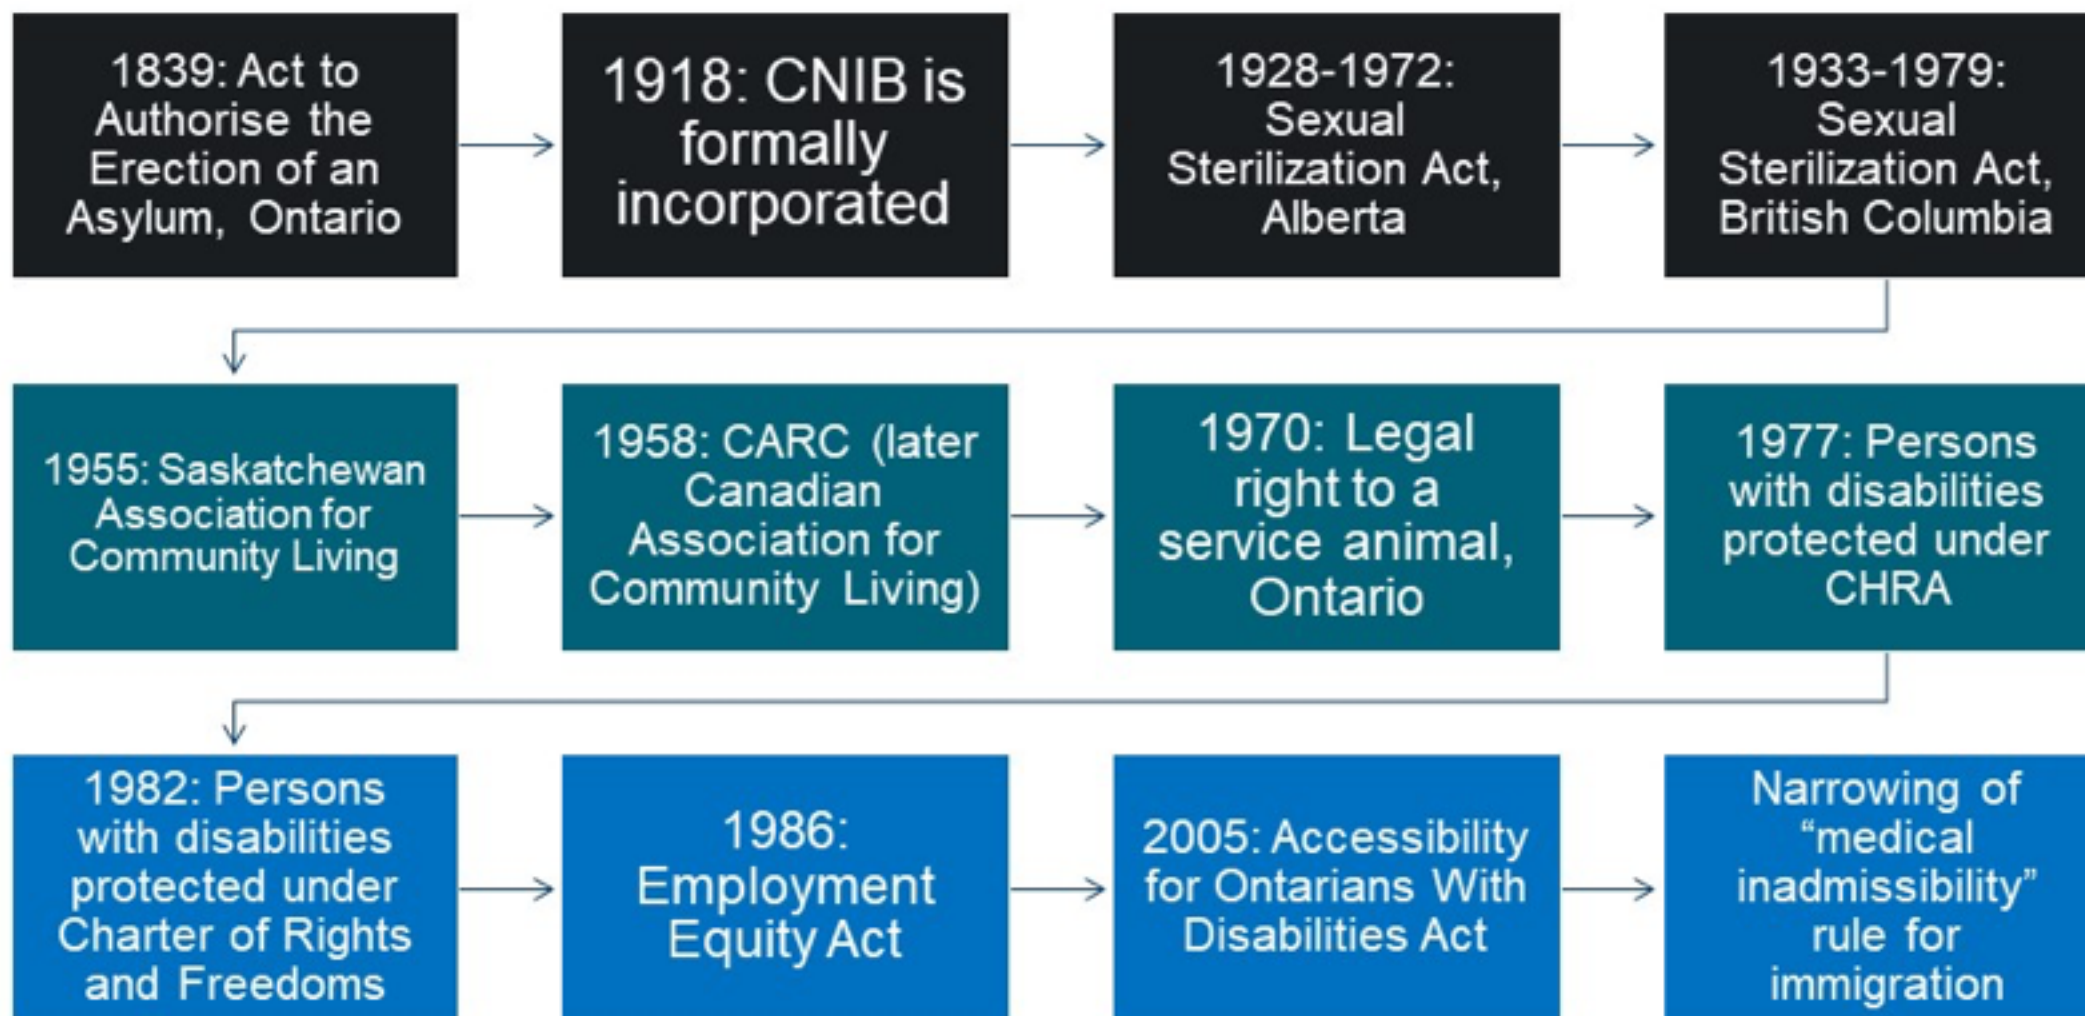 1839: Act to
Authorise the
Erection of an
Asylum, Ontario
1918: CNIB is
formally
incorporated
1928-1972:
Sexual
Sterilization Act,
Alberta
1933-1979:
Sexual
Sterilization Act,
British Columbia
1955: Saskatchewan
Association for
Community Living
1958: CARC (later
Canadian
Association for
Community Living)
1970: Legal
right to a
service animal,
Ontario
1977: Persons
with disabilities
protected under
CHRA
1982: Persons
with disabilities
protected under
Charter of Rights
and Freedoms
1986:
Employment
Equity Act
2005: Accessibility
for Ontarians With
Disabilities Act
Narrowing of
“medical
inadmissibility”
rule for
immigration